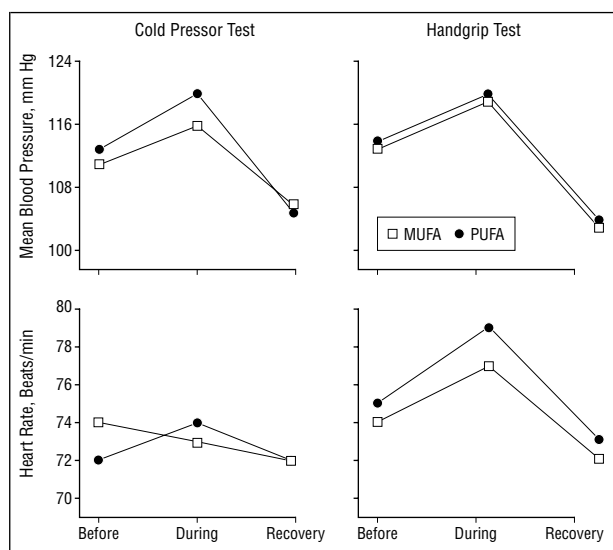 Cold Pressor Test
Handgrip Test
Mean Blood Pressure, mm Hg
124
116
108
100
MUFA PUFA
Heart Rate, Beats/min
80
78
76
74
72
70
Before During Recovery
Before During Recovery